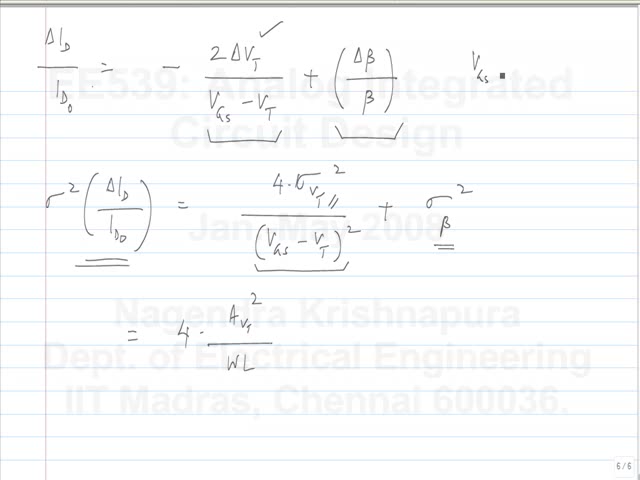 ΔI_D / I_D0 = - 2ΔV_T / (V_GS - V_T) + (Δβ / β) V_GS
EE539: Analog Integrated
Circuit Design
σ² (ΔI_D / I_D0) = 4·σ_VT² / (V_GS - V_T)² + σ_β²
Jan-May 2008
Nagendra Krishnapura
= 4 · A_VT² / WL
Dept. of Electrical Engineering
IIT Madras, Chennai 600036.
6 / 6